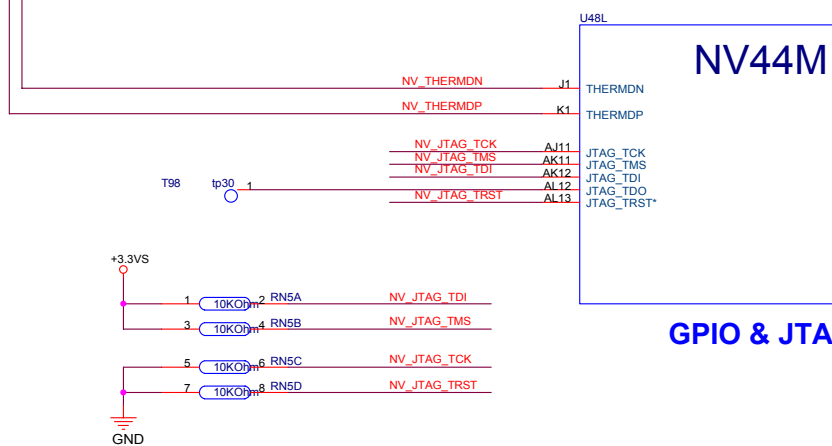 U48L
NV44M
NV_THERMDN J1 THERMDN
NV_THERMDP K1 THERMDP
NV_JTAG_TCK AJ11 JTAG_TCK
NV_JTAG_TMS AK11 JTAG_TMS
NV_JTAG_TDI AK12 JTAG_TDI
T98 tp30 1 AL12 JTAG_TDO
NV_JTAG_TRST AL13 JTAG_TRST*
+3.3VS
1 10KOhm 2 RN5A NV_JTAG_TDI
3 10KOhm 4 RN5B NV_JTAG_TMS
GPIO & JTA
5 10KOhm 6 RN5C NV_JTAG_TCK
7 10KOhm 8 RN5D NV_JTAG_TRST
GND